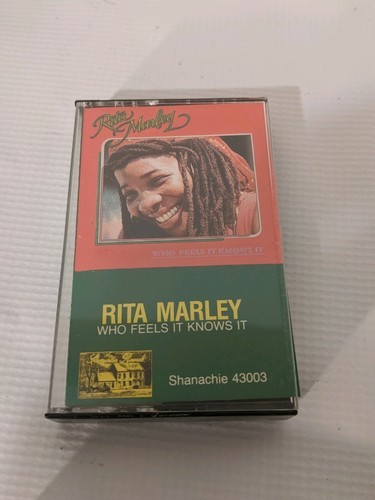 Rita
Marley
WHO FEELS IT KNOWS IT
RITA MARLEY
WHO FEELS IT KNOWS IT
Shanachie 43003